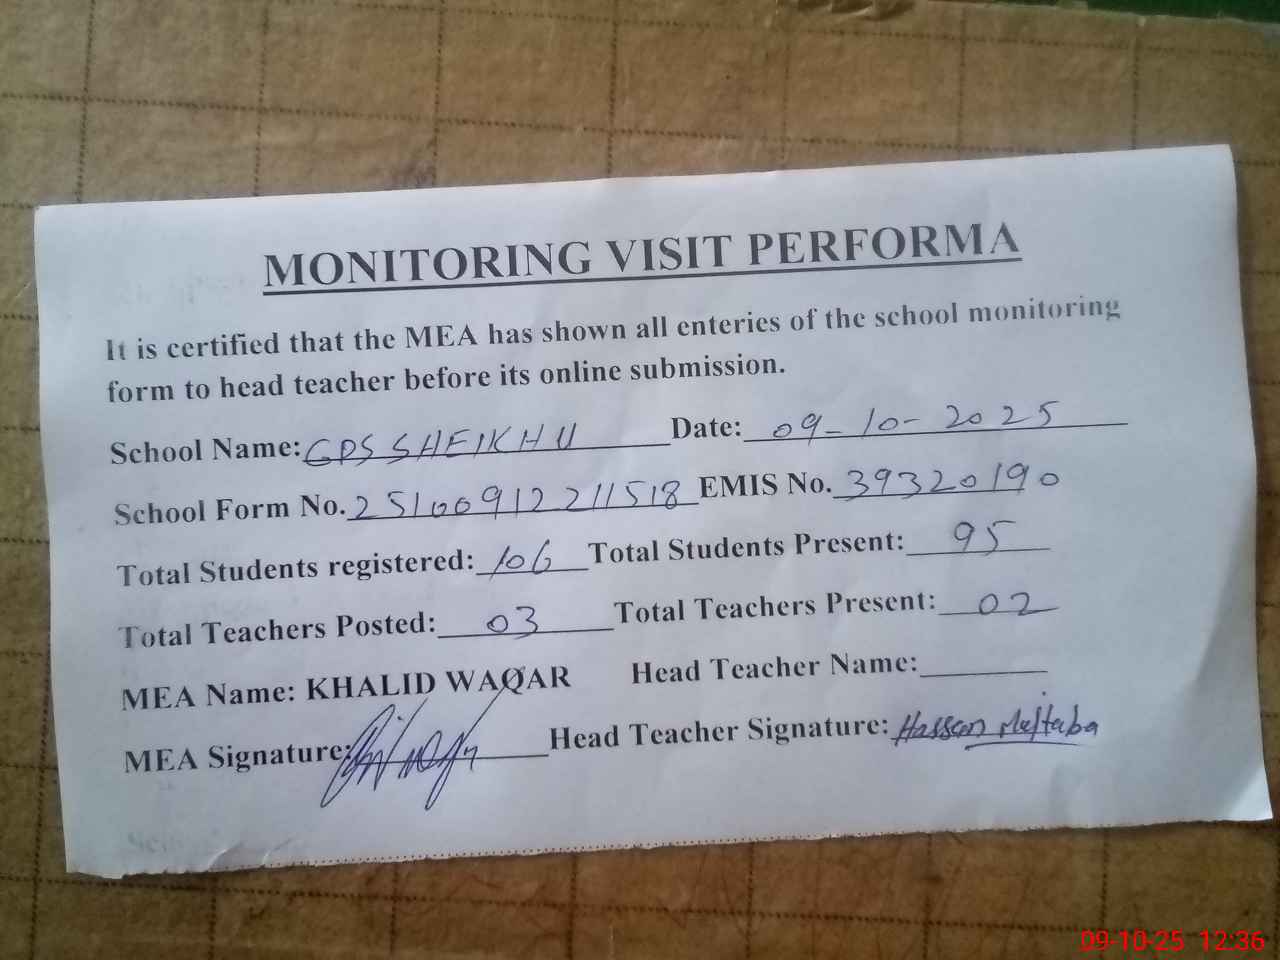 MONITORING VISIT PERFORMA
It is certified that the MEA has shown all enteries of the school monitoring
form to head teacher before its online submission.
School Name: GPS SHEIKHU Date: 09-10-2025
School Form No. 251009122211518 EMIS No. 39320190
Total Students registered: 106 Total Students Present: 95
Total Teachers Posted: 03 Total Teachers Present: 02
MEA Name: KHALID WAQAR Head Teacher Name:
MEA Signature: Head Teacher Signature: Hassan Mujtaba
09-10-25 12:36